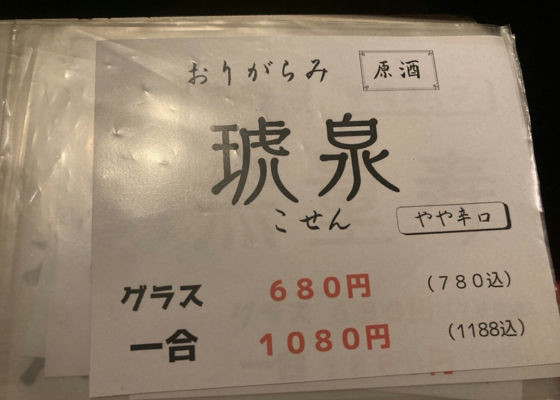 おりがらみ 原酒
琥泉
こせん やや辛口
グラス 680円 (780込)
一合 1080円 (1188込)